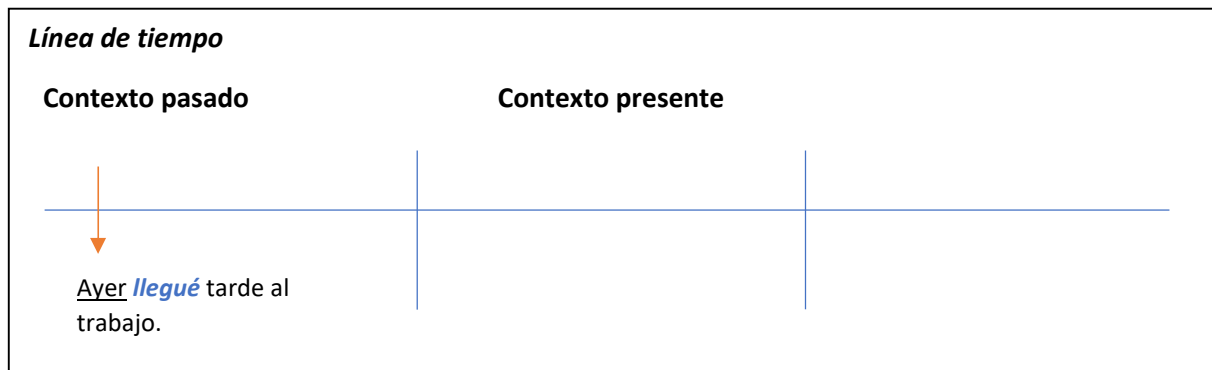 Línea de tiempo
Contexto pasado Contexto presente
Ayer llegué tarde al
trabajo.